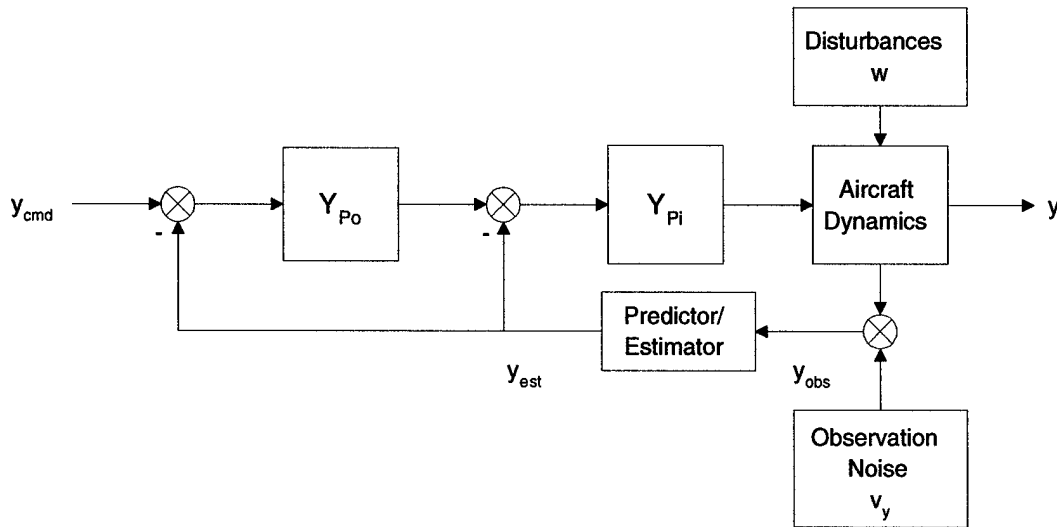 Disturbances
w
y_cmd
-
Y_Po
-
Y_Pi
Aircraft
Dynamics
y
Predictor/
Estimator
y_est
y_obs
Observation
Noise
v_y